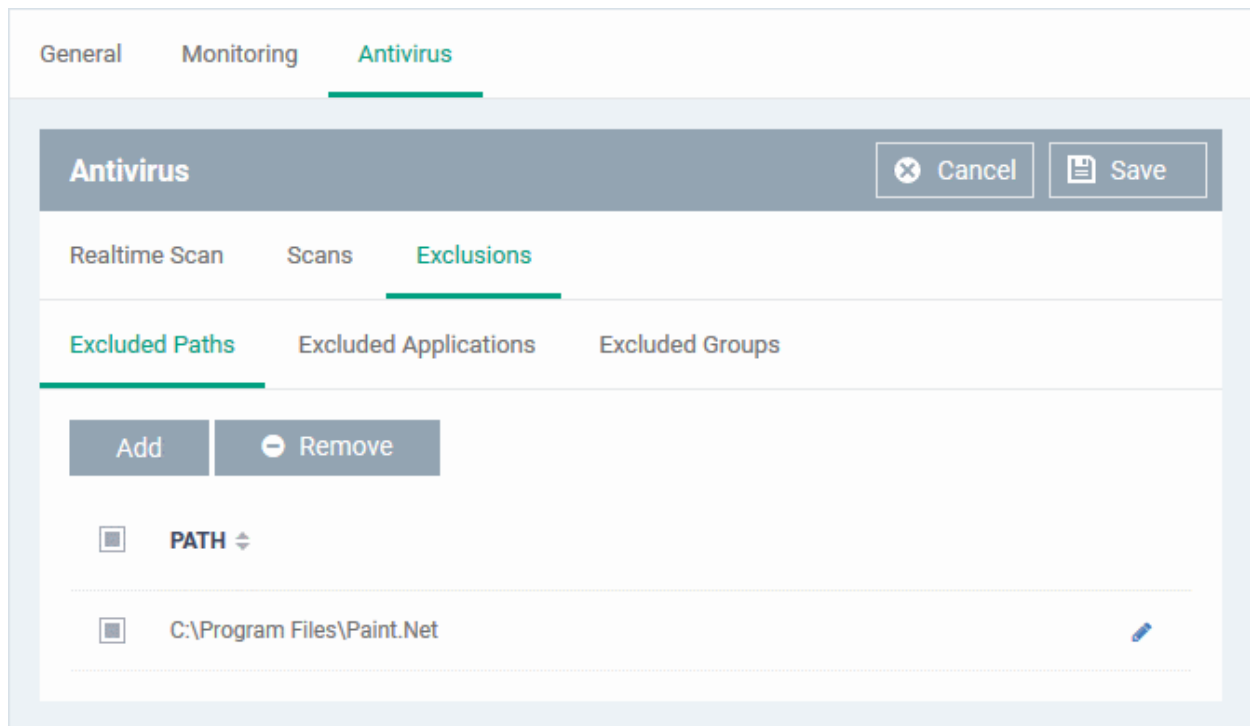 General Monitoring Antivirus
Antivirus Cancel Save
Realtime Scan Scans Exclusions
Excluded Paths Excluded Applications Excluded Groups
Add Remove
PATH
C:\Program Files\Paint.Net